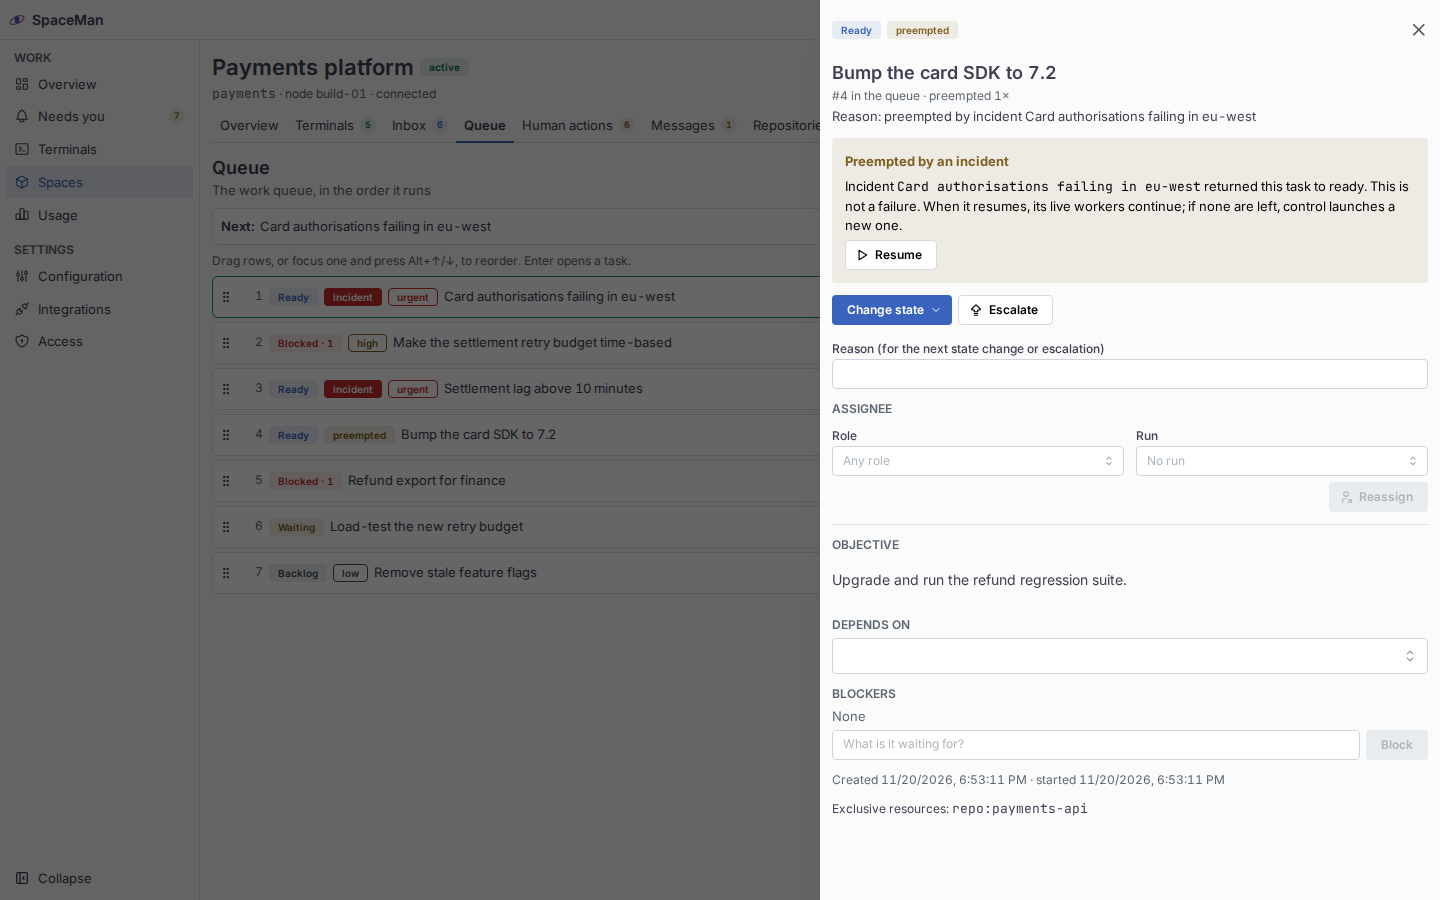 SpaceMan
WORK
Overview
Needs you 7
Terminals
Spaces
Usage
SETTINGS
Configuration
Integrations
Access
Collapse
Payments platform active
payments · node build-01 · connected
Overview Terminals 5 Inbox 6 Queue Human actions 6 Messages 1 Repositorie
Queue
The work queue, in the order it runs
Next: Card authorisations failing in eu-west
Drag rows, or focus one and press Alt+↑/↓, to reorder. Enter opens a task.
1 Ready incident urgent Card authorisations failing in eu-west
2 Blocked · 1 high Make the settlement retry budget time-based
3 Ready incident urgent Settlement lag above 10 minutes
4 Ready preempted Bump the card SDK to 7.2
5 Blocked · 1 Refund export for finance
6 Waiting Load-test the new retry budget
7 Backlog low Remove stale feature flags
Ready preempted
Bump the card SDK to 7.2
#4 in the queue · preempted 1×
Reason: preempted by incident Card authorisations failing in eu-west
Preempted by an incident
Incident Card authorisations failing in eu-west returned this task to ready. This is
not a failure. When it resumes, its live workers continue; if none are left, control launches a
new one.
Resume
Change state Escalate
Reason (for the next state change or escalation)
ASSIGNEE
Role Run
Any role No run
Reassign
OBJECTIVE
Upgrade and run the refund regression suite.
DEPENDS ON
BLOCKERS
None
What is it waiting for? Block
Created 11/20/2026, 6:53:11 PM · started 11/20/2026, 6:53:11 PM
Exclusive resources: repo:payments-api